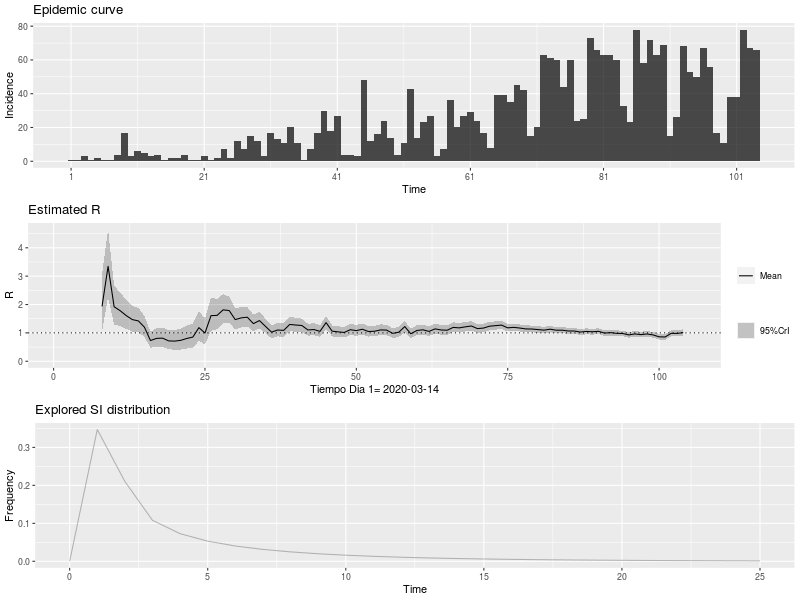 Epidemic curve
80
60
40
20
0
Incidence
1 21 41 61 81 101
Time
Estimated R
4
3
2
1
0
R
Mean
95%CrI
0 25 50 75 100
Tiempo Dia 1= 2020-03-14
Explored SI distribution
0.3
0.2
0.1
0.0
Frequency
0 5 10 15 20 25
Time